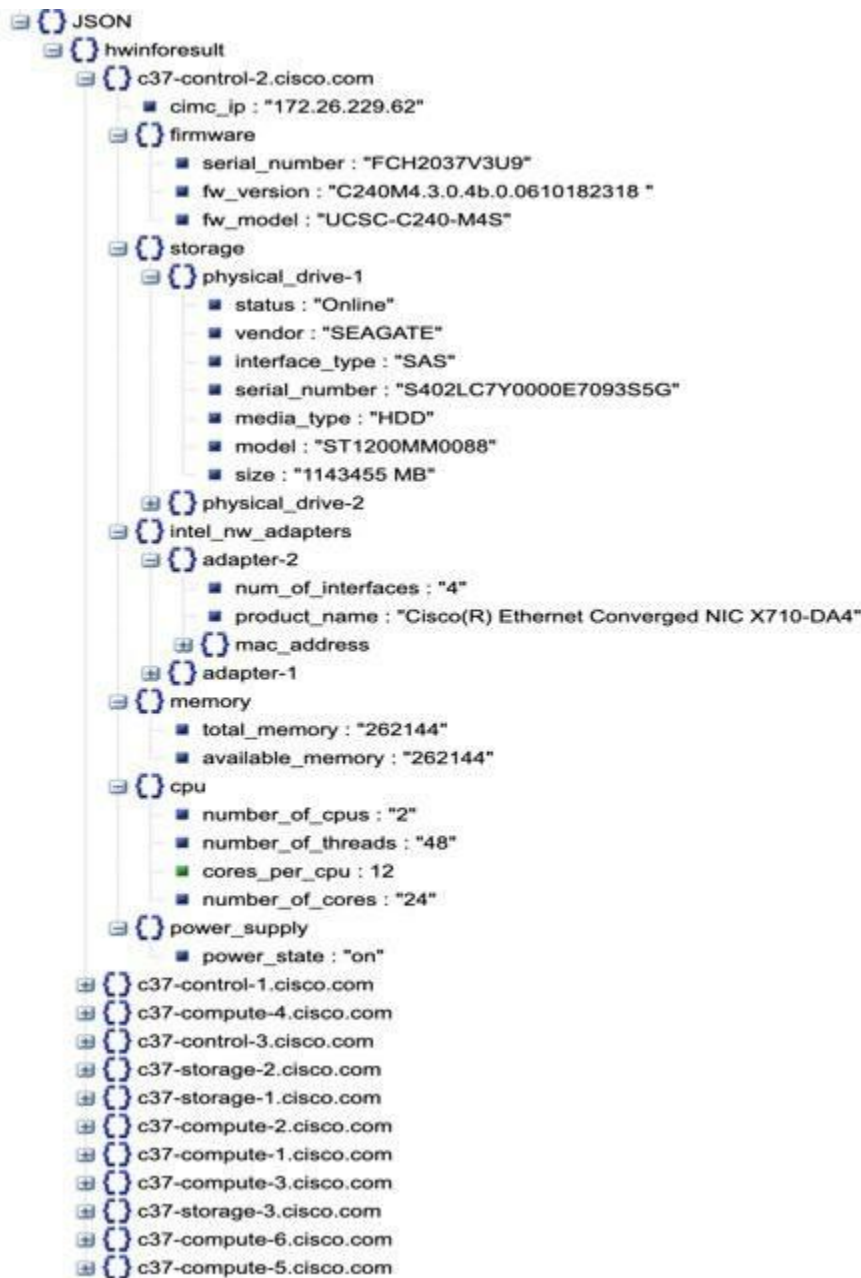 JSON
hwinforesult
c37-control-2.cisco.com
cimc_ip : "172.26.229.62"
firmware
serial_number : "FCH2037V3U9"
fw_version : "C240M4.3.0.4b.0.0610182318 "
fw_model : "UCSC-C240-M4S"
storage
physical_drive-1
status : "Online"
vendor : "SEAGATE"
interface_type : "SAS"
serial_number : "S402LC7Y0000E7093S5G"
media_type : "HDD"
model : "ST1200MM0088"
size : "1143455 MB"
physical_drive-2
intel_nw_adapters
adapter-2
num_of_interfaces : "4"
product_name : "Cisco(R) Ethernet Converged NIC X710-DA4"
mac_address
adapter-1
memory
total_memory : "262144"
available_memory : "262144"
cpu
number_of_cpus : "2"
number_of_threads : "48"
cores_per_cpu : 12
number_of_cores : "24"
power_supply
power_state : "on"
c37-control-1.cisco.com
c37-compute-4.cisco.com
c37-control-3.cisco.com
c37-storage-2.cisco.com
c37-storage-1.cisco.com
c37-compute-2.cisco.com
c37-compute-1.cisco.com
c37-compute-3.cisco.com
c37-storage-3.cisco.com
c37-compute-6.cisco.com
c37-compute-5.cisco.com